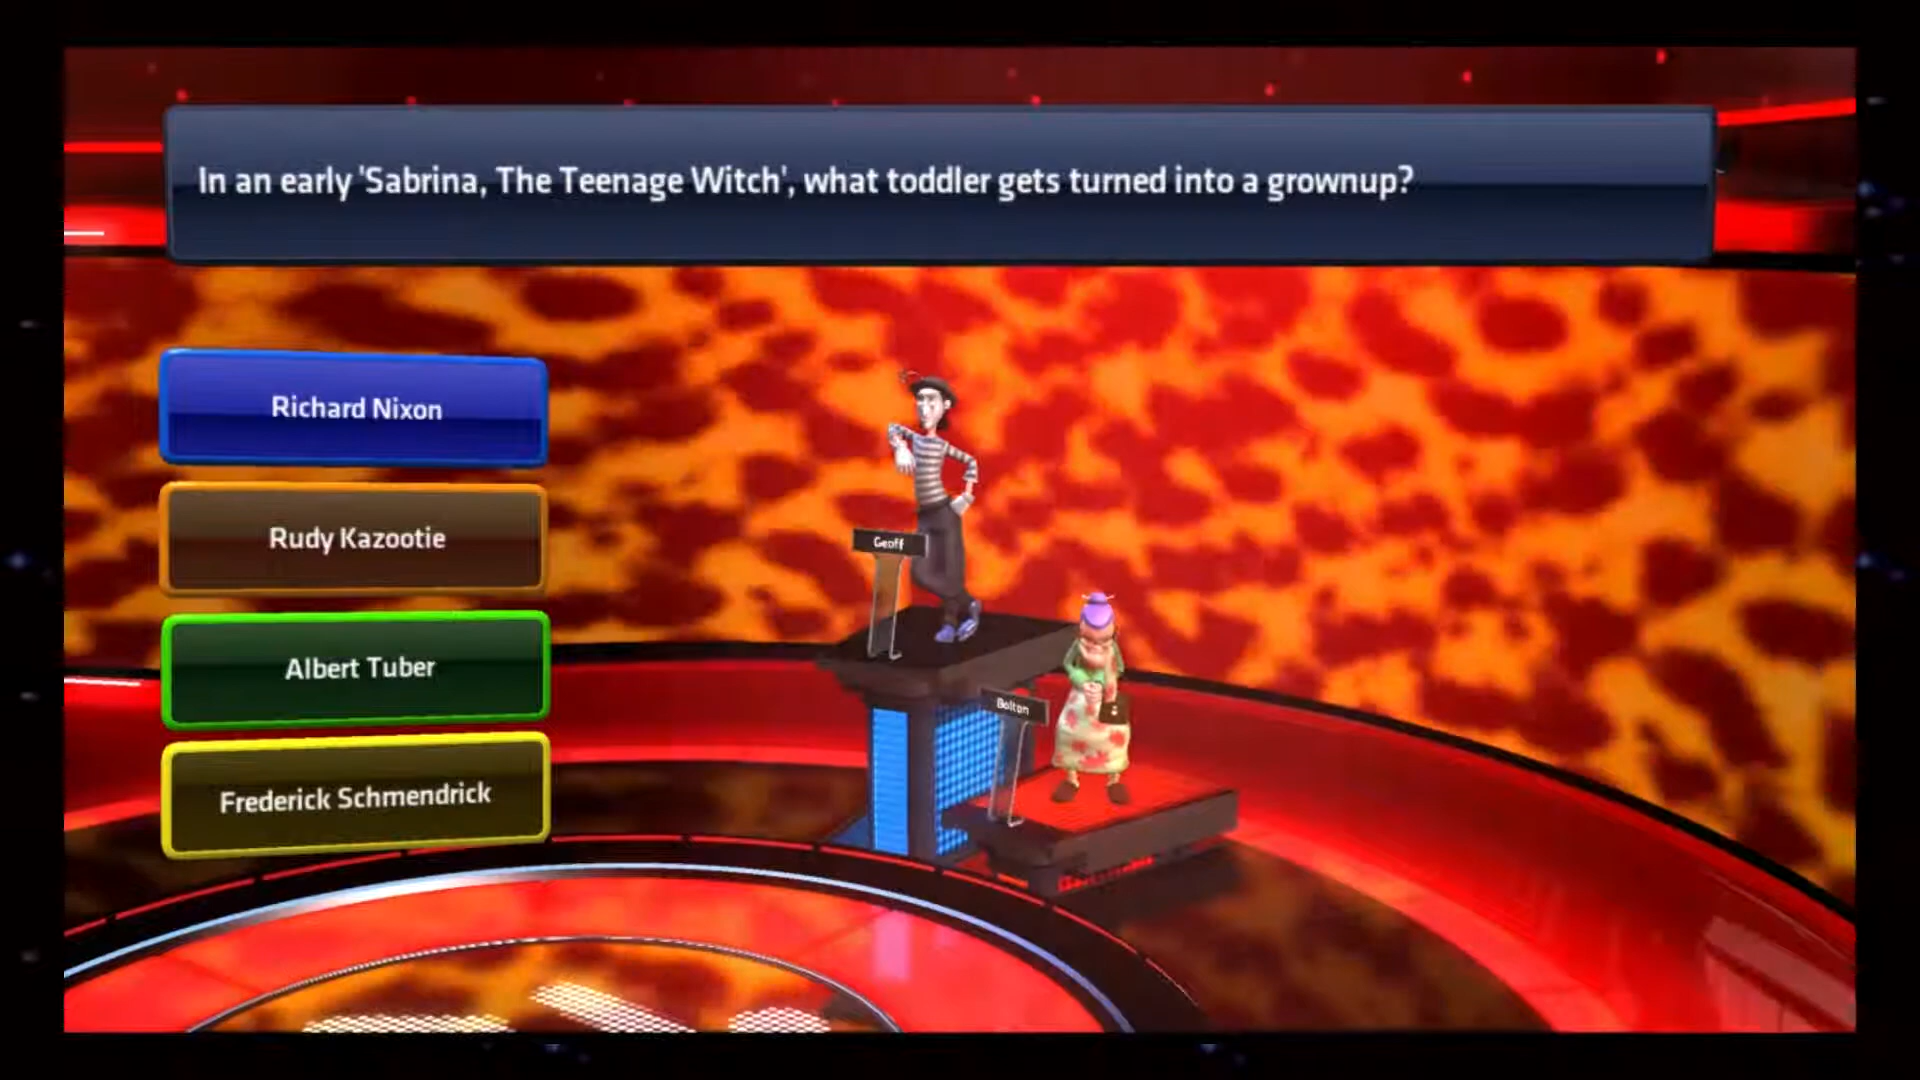 In an early 'Sabrina, The Teenage Witch', what toddler gets turned into a grownup?
Richard Nixon
Rudy Kazootie
Albert Tuber
Frederick Schmendrick
Geoff
Bolton